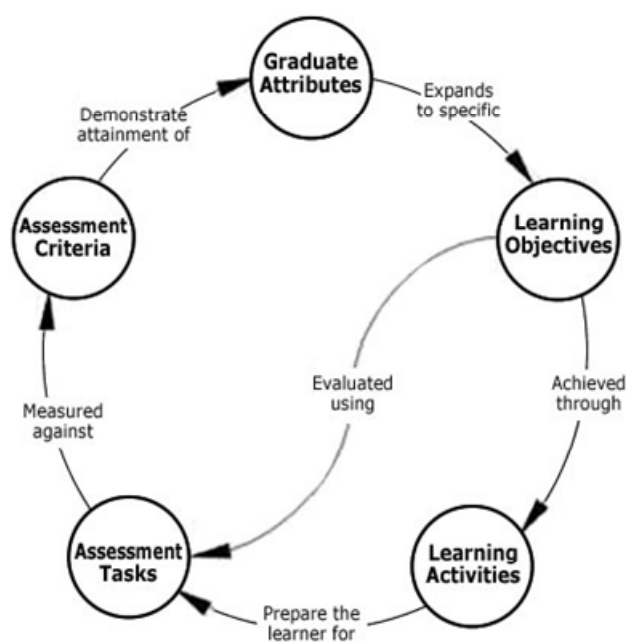 Graduate
Attributes
Expands
to specific
Learning
Objectives
Achieved
through
Learning
Activities
Prepare the
learner for
Assessment
Tasks
Measured
against
Assessment
Criteria
Demonstrate
attainment of
Evaluated
using